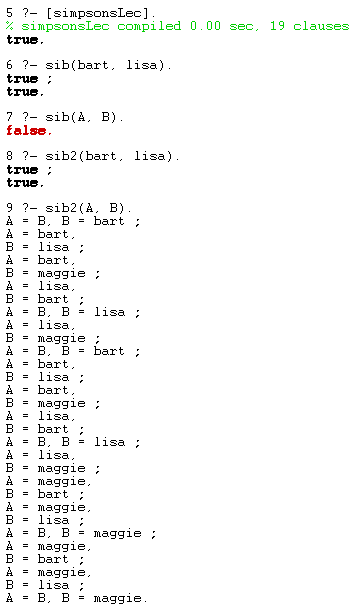 5 ?- [simpsonsLec].
% simpsonsLec compiled 0.00 sec, 19 clauses
true.
6 ?- sib(bart, lisa).
true ;
true.
7 ?- sib(A, B).
false.
8 ?- sib2(bart, lisa).
true ;
true.
9 ?- sib2(A, B).
A = B, B = bart ;
A = bart,
B = lisa ;
A = bart,
B = maggie ;
A = lisa,
B = bart ;
A = B, B = lisa ;
A = lisa,
B = maggie ;
A = B, B = bart ;
A = bart,
B = lisa ;
A = bart,
B = maggie ;
A = lisa,
B = bart ;
A = B, B = lisa ;
A = lisa,
B = maggie ;
A = maggie,
B = bart ;
A = maggie,
B = lisa ;
A = B, B = maggie ;
A = maggie,
B = bart ;
A = maggie,
B = lisa ;
A = B, B = maggie.